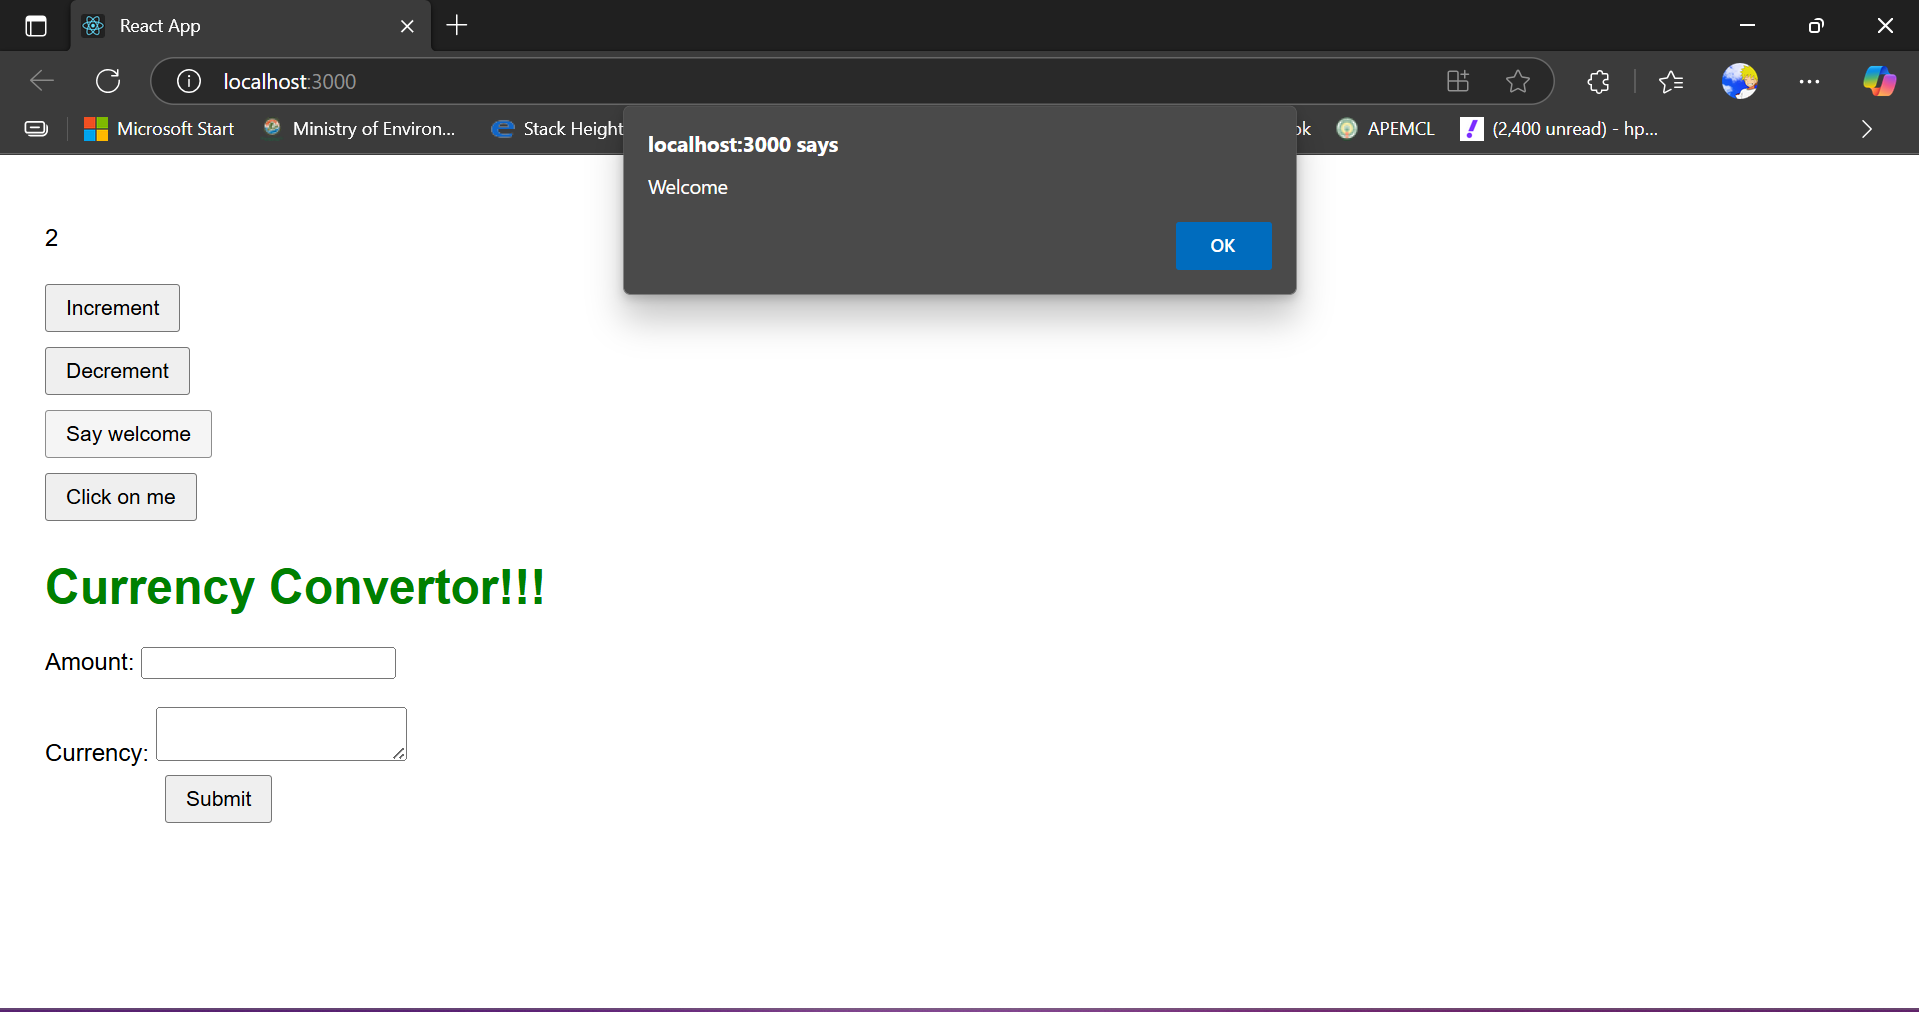 React App
localhost:3000
Microsoft Start
Ministry of Environ...
Stack Height
ok
APEMCL
(2,400 unread) - hp...
localhost:3000 says
Welcome
OK
2
Increment
Decrement
Say welcome
Click on me
Currency Convertor!!!
Amount:
Currency:
Submit